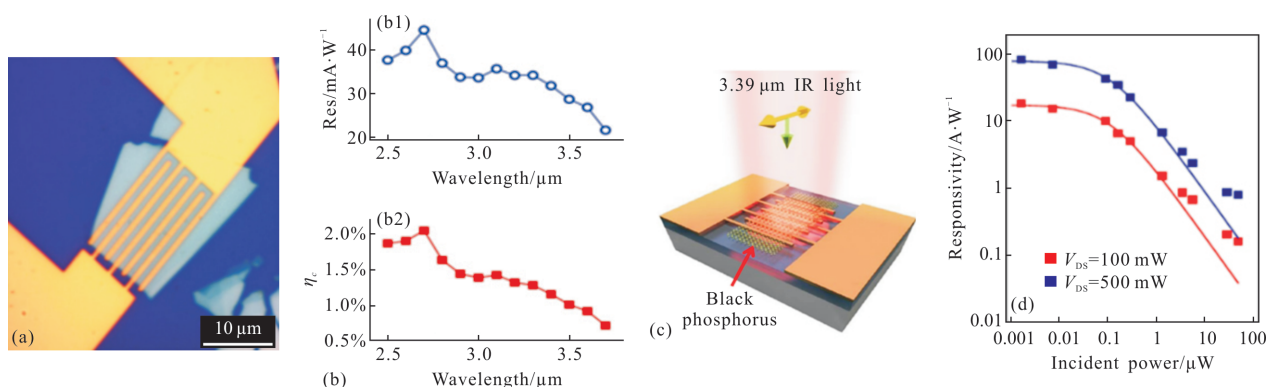 (a)
10 μm
(b1)
Res/mA·W⁻¹
40
30
20
2.5
3.0
3.5
Wavelength/μm
(b2)
η_c
2.0%
1.5%
1.0%
0.5%
2.5
3.0
3.5
Wavelength/μm
(b)
3.39 μm IR light
Black
phosphorus
(c)
Responsivity/A·W⁻¹
100
10
1
0.1
0.01
V_DS=100 mW
V_DS=500 mW
(d)
0.001
0.01
0.1
1
10
100
Incident power/μW